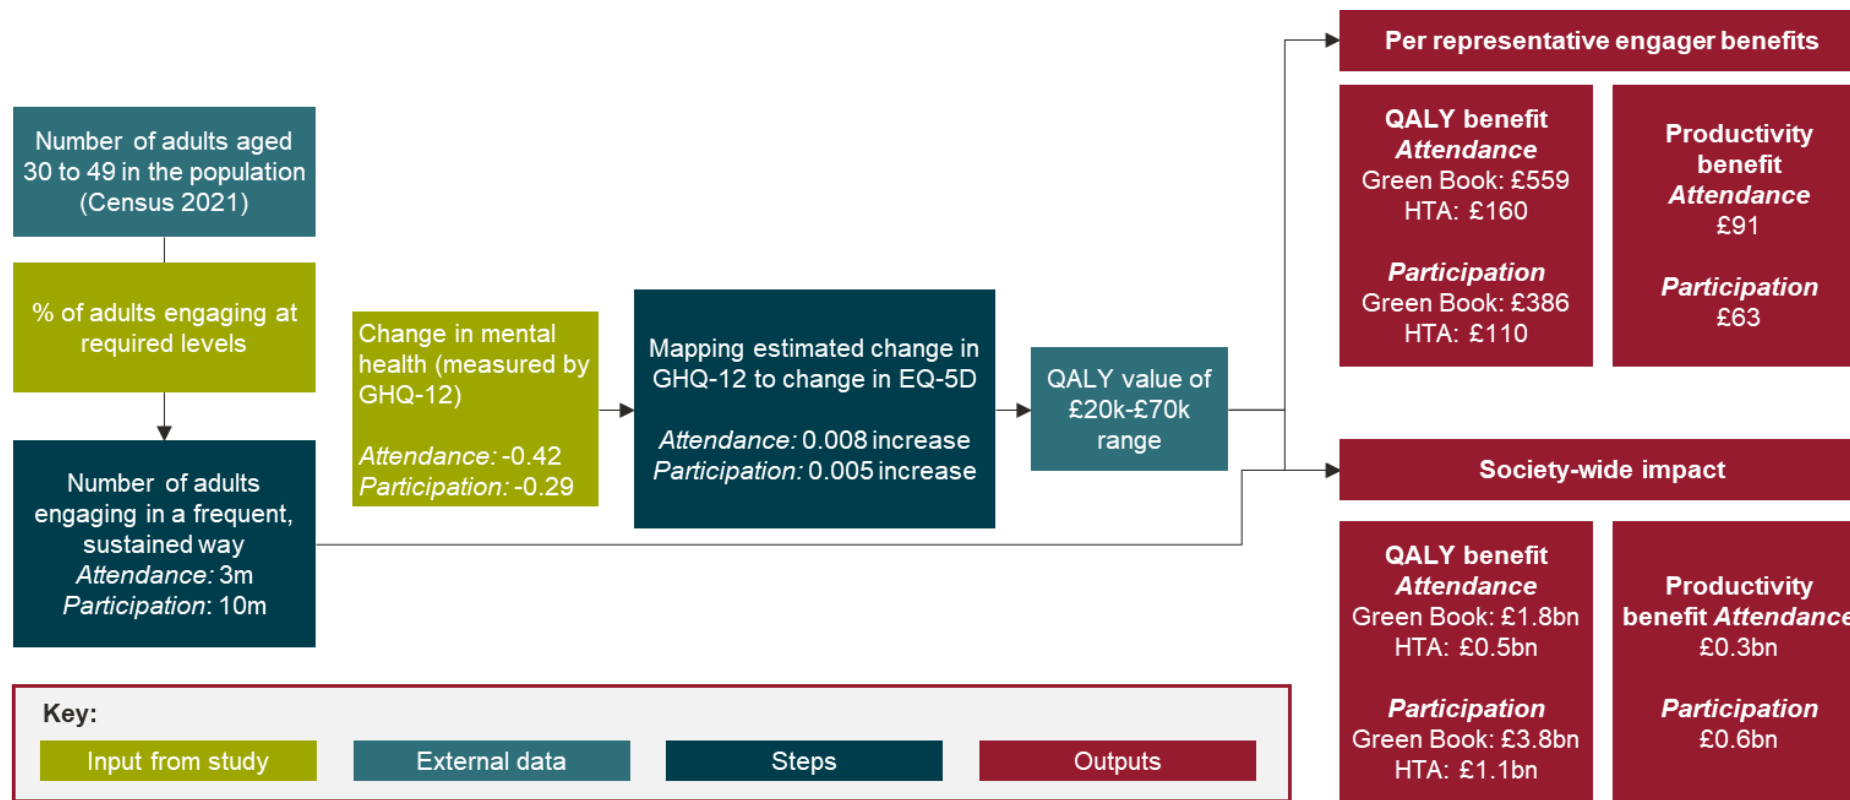 Number of adults aged
30 to 49 in the population
(Census 2021)
% of adults engaging at
required levels
Number of adults
engaging in a frequent,
sustained way
Attendance: 3m
Participation: 10m
Change in mental
health (measured by
GHQ-12)
Attendance: -0.42
Participation: -0.29
Mapping estimated change in
GHQ-12 to change in EQ-5D
Attendance: 0.008 increase
Participation: 0.005 increase
QALY value of
£20k-£70k
range
Per representative engager benefits
QALY benefit
Attendance
Green Book: £559
HTA: £160
Participation
Green Book: £386
HTA: £110
Productivity
benefit
Attendance
£91
Participation
£63
Society-wide impact
QALY benefit
Attendance
Green Book: £1.8bn
HTA: £0.5bn
Participation
Green Book: £3.8bn
HTA: £1.1bn
Productivity
benefit Attendance
£0.3bn
Participation
£0.6bn
Key:
Input from study
External data
Steps
Outputs